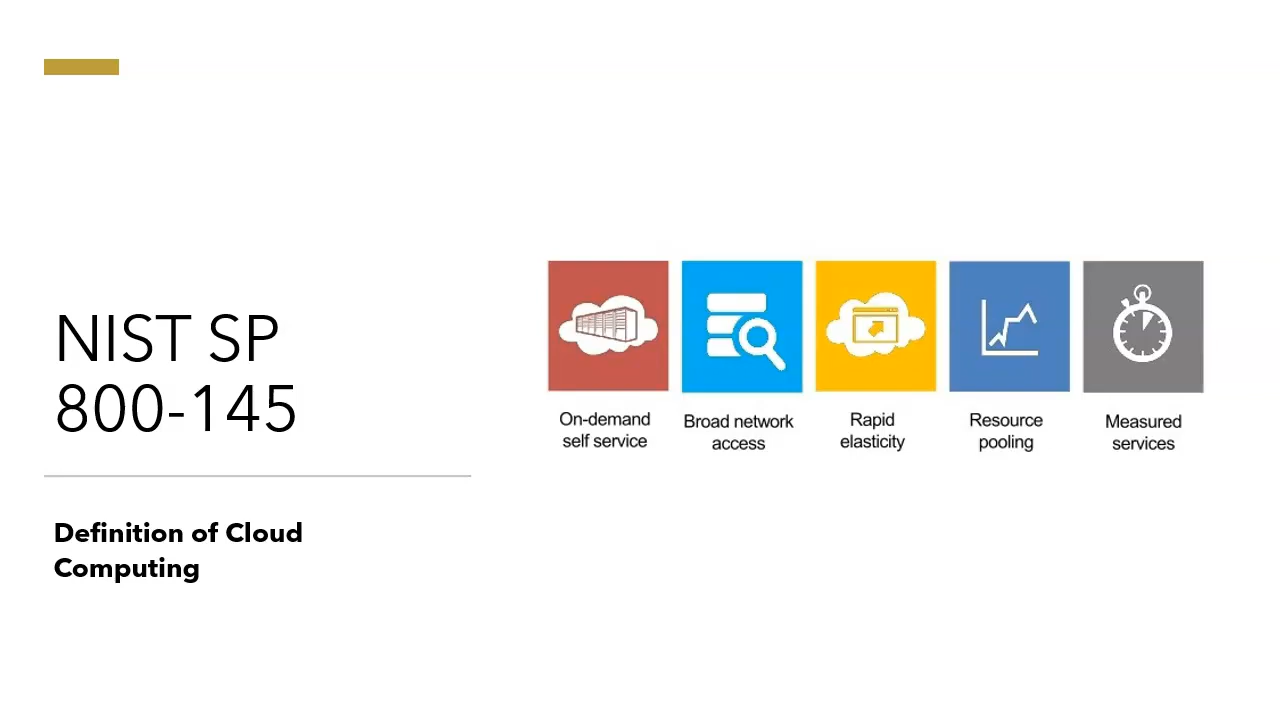 NIST SP
800-145
Definition of Cloud
Computing
On-demand
self service
Broad network
access
Rapid
elasticity
Resource
pooling
Measured
services